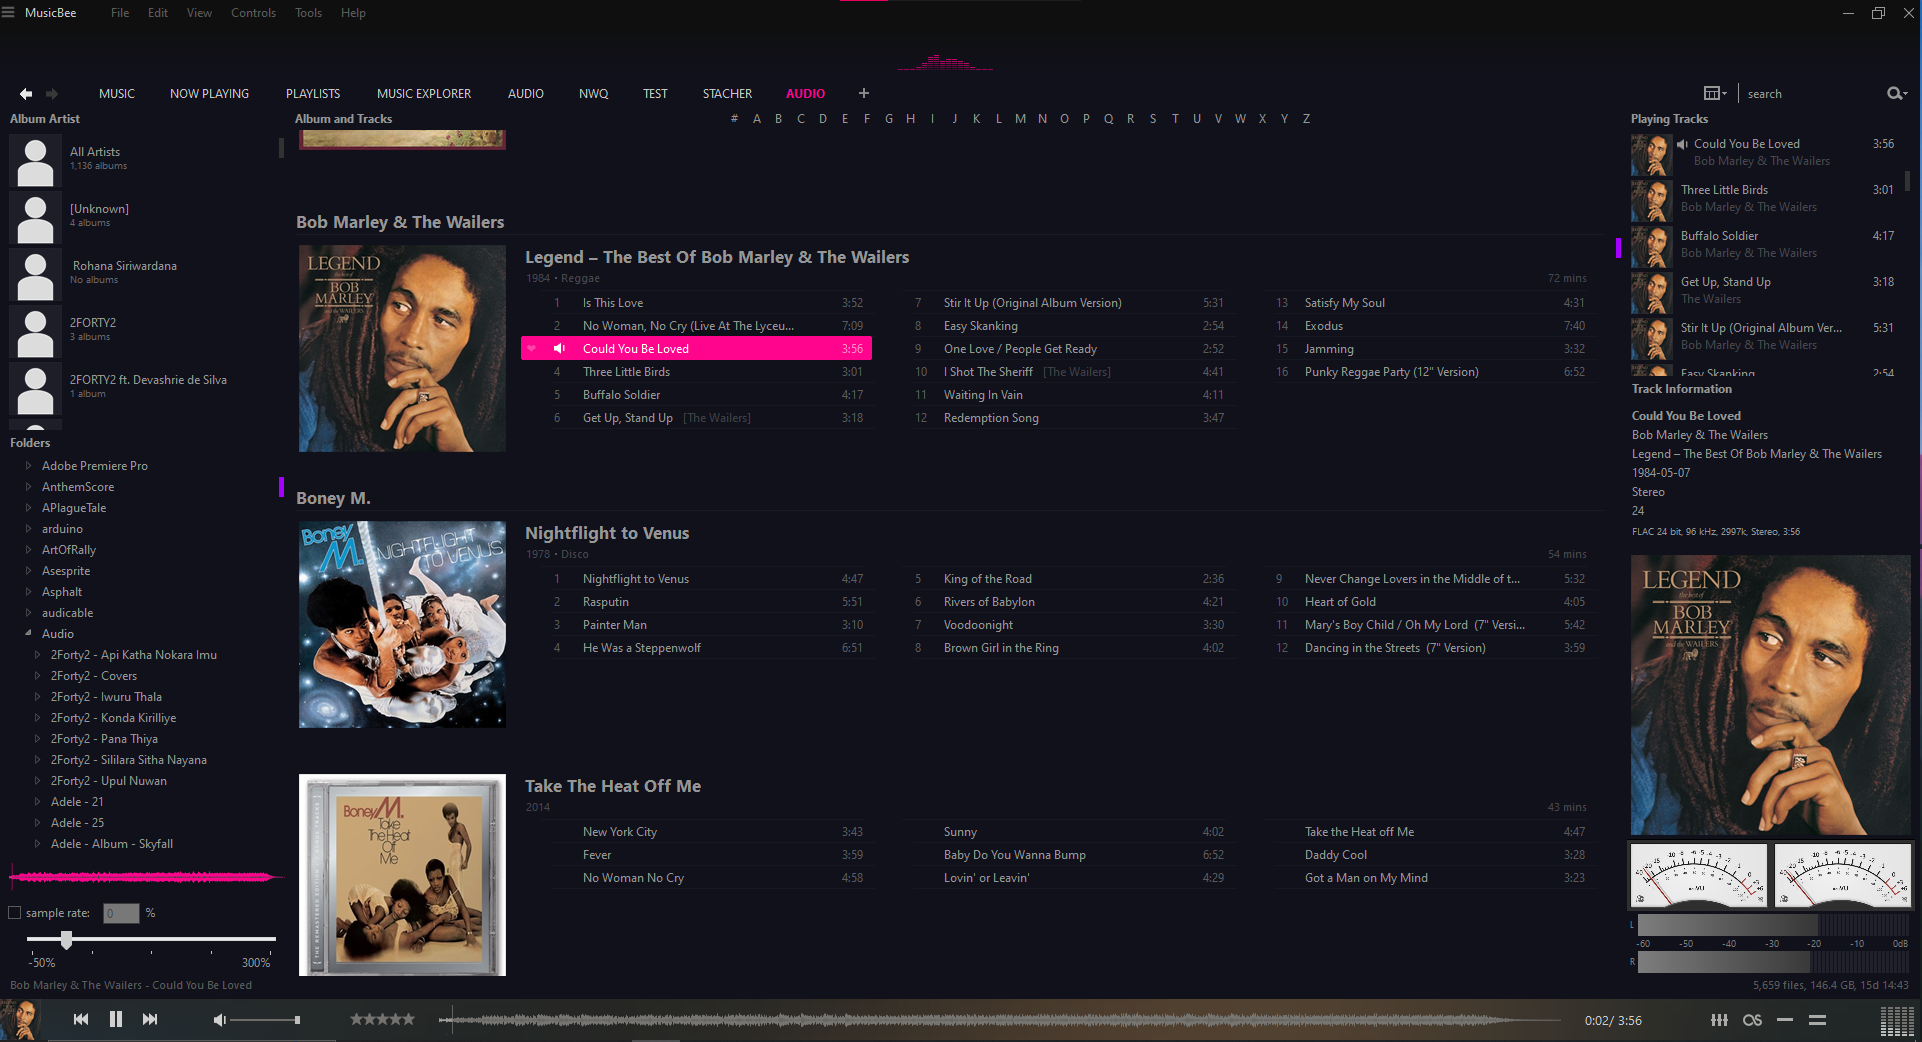 MusicBee File Edit View Controls Tools Help
MUSIC NOW PLAYING PLAYLISTS MUSIC EXPLORER AUDIO NWQ TEST STACHER AUDIO + search
Album Artist
All Artists
1,136 albums
[Unknown]
4 albums
Rohana Siriwardana
No albums
2FORTY2
3 albums
2FORTY2 ft. Devashrie de Silva
1 album
Folders
Adobe Premiere Pro
AnthemScore
APlagueTale
arduino
ArtOfRally
Asesprite
Asphalt
audicable
Audio
2Forty2 - Api Katha Nokara Imu
2Forty2 - Covers
2Forty2 - Iwuru Thala
2Forty2 - Konda Kirilliye
2Forty2 - Pana Thiya
2Forty2 - Sililara Sitha Nayana
2Forty2 - Upul Nuwan
Adele - 21
Adele - 25
Adele - Album - Skyfall
sample rate: 0 %
-50% 300%
Bob Marley & The Wailers - Could You Be Loved
Album and Tracks
# A B C D E F G H I J K L M N O P Q R S T U V W X Y Z
Bob Marley & The Wailers
LEGEND
the best of
BOB
MARLEY
and the WAILERS
Legend – The Best Of Bob Marley & The Wailers
1984 • Reggae 72 mins
1 Is This Love 3:52
2 No Woman, No Cry (Live At The Lyceu... 7:09
Could You Be Loved 3:56
4 Three Little Birds 3:01
5 Buffalo Soldier 4:17
6 Get Up, Stand Up [The Wailers] 3:18
7 Stir It Up (Original Album Version) 5:31
8 Easy Skanking 2:54
9 One Love / People Get Ready 2:52
10 I Shot The Sheriff [The Wailers] 4:41
11 Waiting In Vain 4:11
12 Redemption Song 3:47
13 Satisfy My Soul 4:31
14 Exodus 7:40
15 Jamming 3:32
16 Punky Reggae Party (12" Version) 6:52
Boney M.
Boney
M.
NIGHTFLIGHT
TO VENUS
Nightflight to Venus
1978 • Disco 54 mins
1 Nightflight to Venus 4:47
2 Rasputin 5:51
3 Painter Man 3:10
4 He Was a Steppenwolf 6:51
5 King of the Road 2:36
6 Rivers of Babylon 4:21
7 Voodoonight 3:30
8 Brown Girl in the Ring 4:02
9 Never Change Lovers in the Middle of t... 5:32
10 Heart of Gold 4:05
11 Mary's Boy Child / Oh My Lord (7" Versi... 5:42
12 Dancing in the Streets (7" Version) 3:59
Boney M.
Take
The Heat
Off
Me
Take The Heat Off Me
2014 43 mins
New York City 3:43
Fever 3:59
No Woman No Cry 4:58
Sunny 4:02
Baby Do You Wanna Bump 6:52
Lovin' or Leavin' 4:29
Take the Heat off Me 4:47
Daddy Cool 3:28
Got a Man on My Mind 3:23
Playing Tracks
Could You Be Loved 3:56
Bob Marley & The Wailers
Three Little Birds 3:01
Bob Marley & The Wailers
Buffalo Soldier 4:17
Bob Marley & The Wailers
Get Up, Stand Up 3:18
The Wailers
Stir It Up (Original Album Ver... 5:31
Bob Marley & The Wailers
Easy Skanking 2:54
Track Information
Could You Be Loved
Bob Marley & The Wailers
Legend – The Best Of Bob Marley & The Wailers
1984-05-07
Stereo
24
FLAC 24 bit, 96 kHz, 2997k, Stereo, 3:56
LEGEND
the best of
BOB
MARLEY
and the WAILERS
L
-60 -50 -40 -30 -20 -10 0dB
R
5,659 files, 146.4 GB, 15d 14:43
0:02/ 3:56